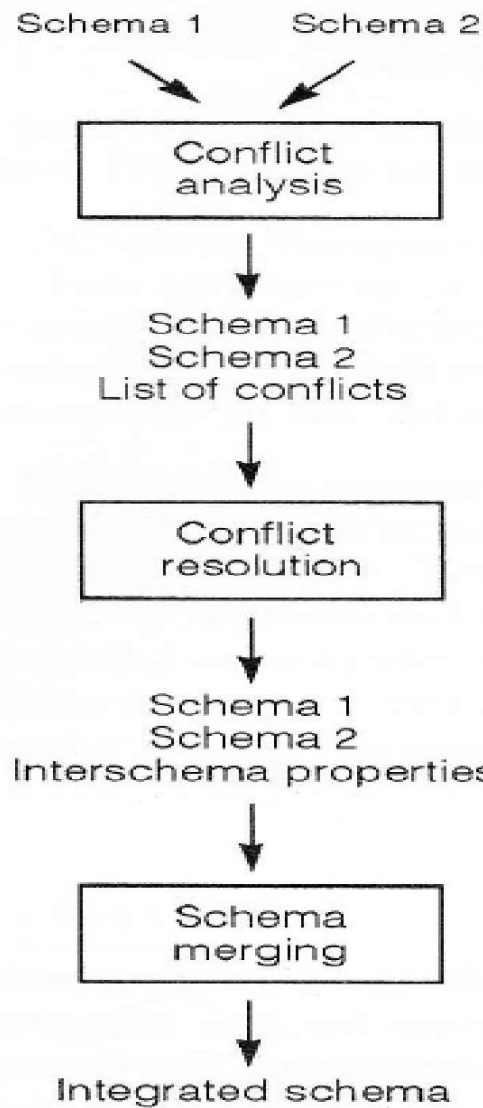 Schema 1 Schema 2
Conflict
analysis
Schema 1
Schema 2
List of conflicts
Conflict
resolution
Schema 1
Schema 2
Interschema properties
Schema
merging
Integrated schema